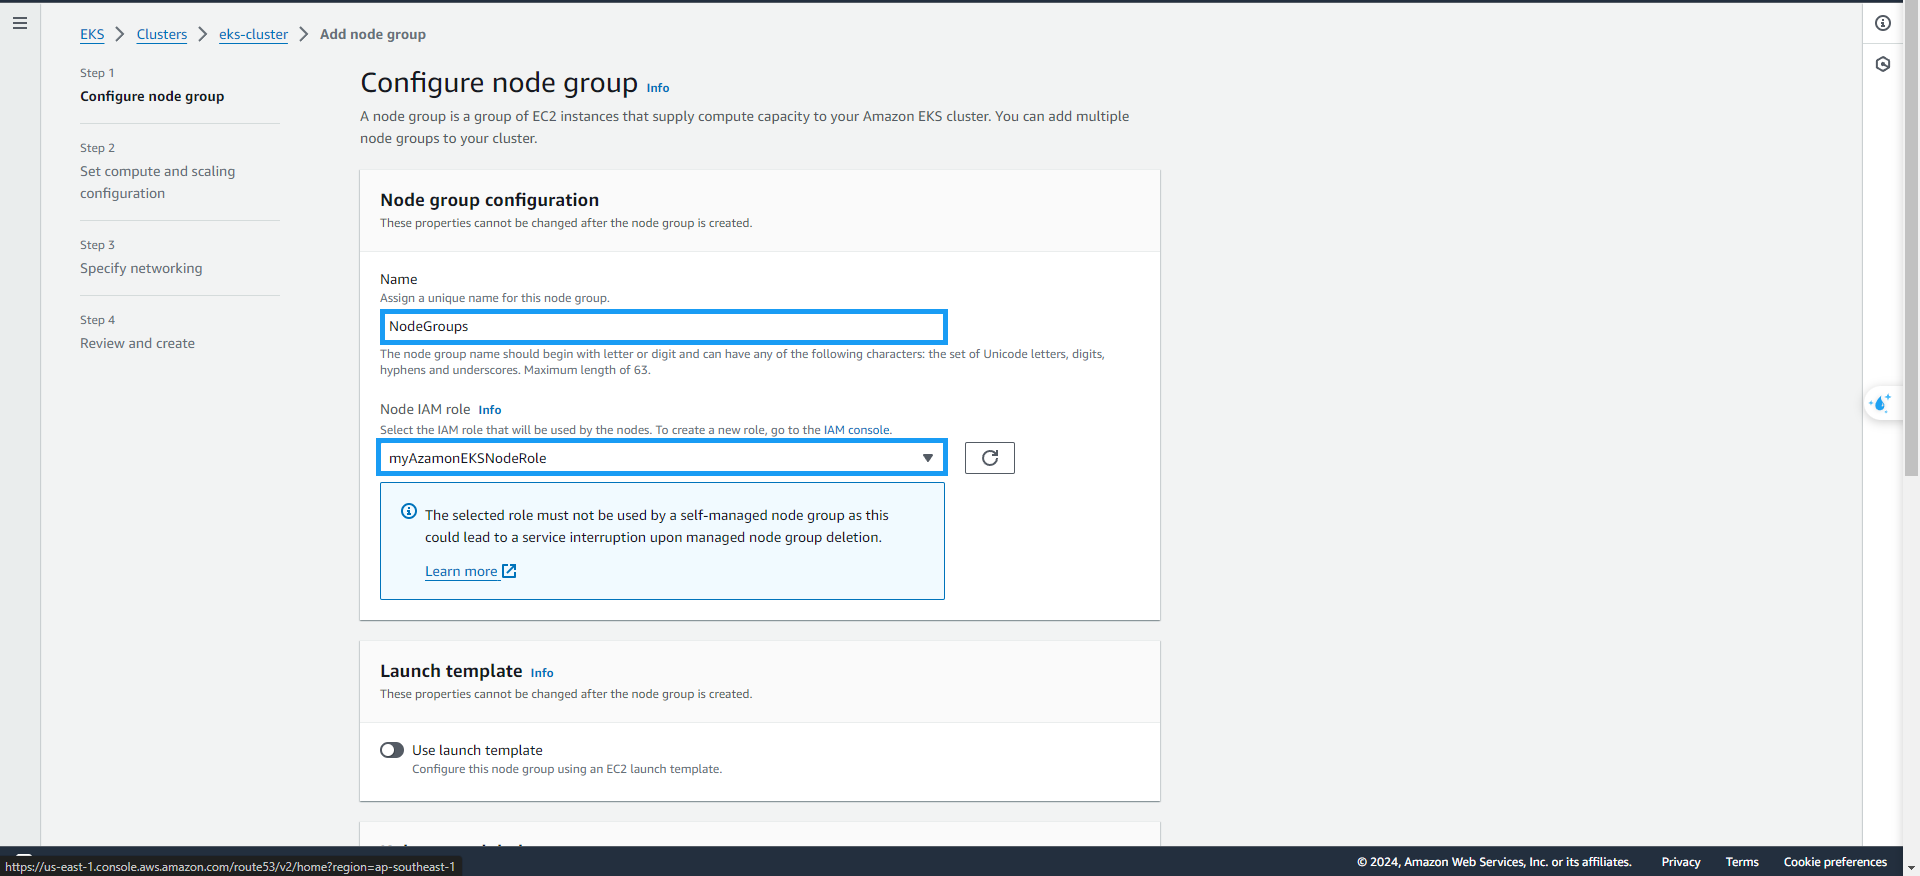 EKS > Clusters > eks-cluster > Add node group
Step 1
Configure node group
Step 2
Set compute and scaling
configuration
Step 3
Specify networking
Step 4
Review and create
Configure node group Info
A node group is a group of EC2 instances that supply compute capacity to your Amazon EKS cluster. You can add multiple
node groups to your cluster.
Node group configuration
These properties cannot be changed after the node group is created.
Name
Assign a unique name for this node group.
NodeGroups
The node group name should begin with letter or digit and can have any of the following characters: the set of Unicode letters, digits,
hyphens and underscores. Maximum length of 63.
Node IAM role Info
Select the IAM role that will be used by the nodes. To create a new role, go to the IAM console.
myAzamonEKSNodeRole
The selected role must not be used by a self-managed node group as this
could lead to a service interruption upon managed node group deletion.
Learn more
Launch template Info
These properties cannot be changed after the node group is created.
Use launch template
Configure this node group using an EC2 launch template.
https://us-east-1.console.aws.amazon.com/route53/v2/home?region=ap-southeast-1
© 2024, Amazon Web Services, Inc. or its affiliates. Privacy Terms Cookie preferences